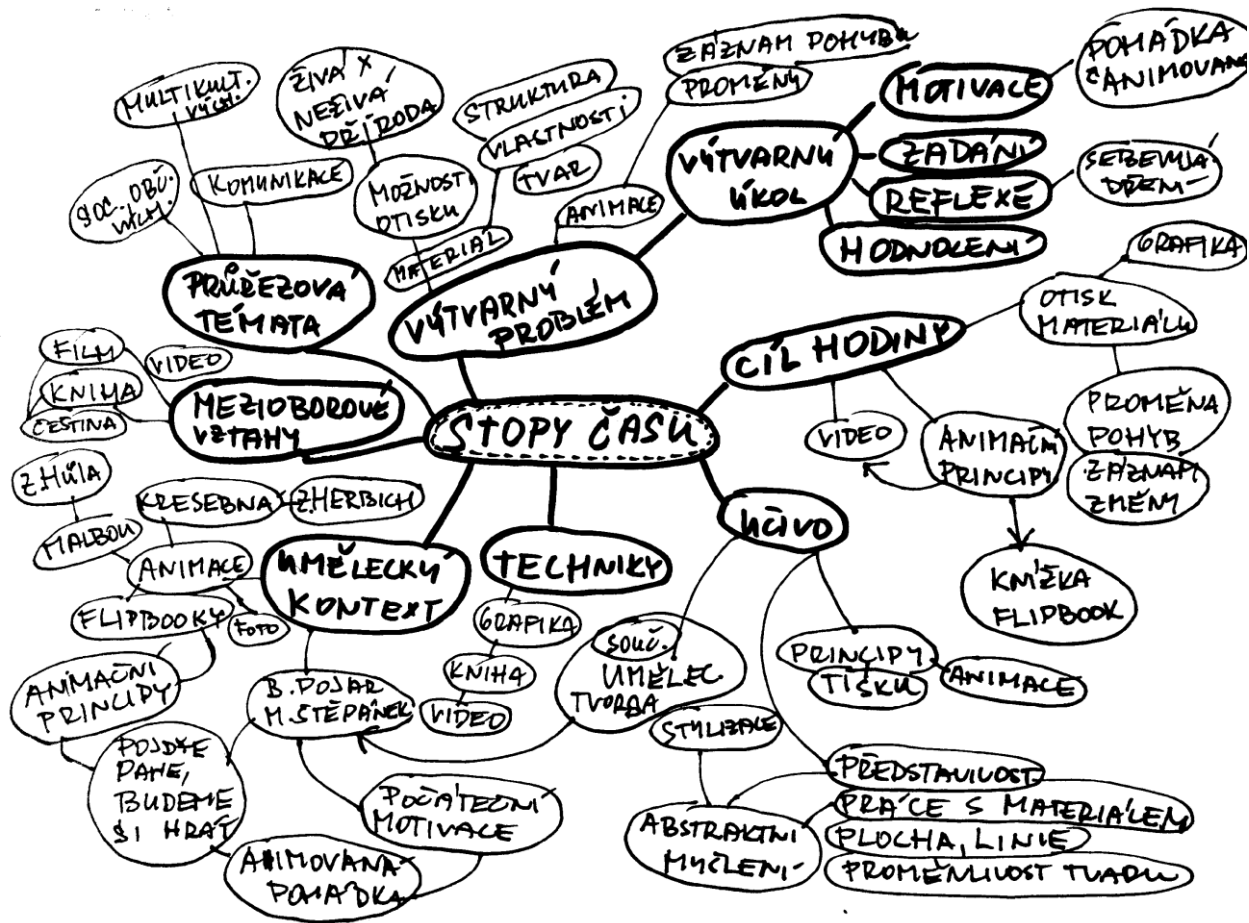 ZÁZNAM POHYBU
PROMĚNY
POHÁDKA
ANIMOVANÁ
MOTIVACE
MULTIKULT.
VÝCH.
ŽIVÁ X
NEŽIVÁ
PŘÍRODA
STRUKTURA
VLASTNOSTI
TVAR
VÝTVARNÝ
ÚKOL
ZADÁNÍ
REFLEXE
HODNOCENÍ
SEBEVYJÁ-
DŘENÍ
SOC. OBČ.
KOMUNIKACE
MOŽNOSTI
OTISKU
ANIMACE
MATERIÁL
PRŮŘEZOVÁ
TÉMATA
VÝTVARNÝ
PROBLÉM
GRAFIKA
OTISK
MATERIÁLU
CÍL HODINY
FILM
VIDEO
KNIHA
ČEŠTINA
MEZIOBOROVÉ
VZTAHY
STOPY ČASU
VIDEO
ANIMAČNÍ
PRINCIPY
PROMĚNA
POHYB
ZÁZNAM
ZMĚNY
Z.HŮLA
KRESEBNÁ
Z.HERBICH
MALBOU
ANIMACE
FLIPBOOKY
FOTO
UMĚLECKÝ
KONTEXT
TECHNIKY
UČIVO
KNÍŽKA
FLIPBOOK
GRAFIKA
KNIHA
VIDEO
SOUČ.
UMĚLEC.
TVORBA
PRINCIPY
TISKU
ANIMACE
ANIMAČNÍ
PRINCIPY
B. POJAR
M. ŠTĚPÁNEK
STYLIZACE
POJĎTE
PANE,
BUDEME
SI HRÁT
POČÁTEČNÍ
MOTIVACE
ANIMOVANÁ
POHÁDKA
ABSTRAKTNÍ
MYŠLENÍ
PŘEDSTAVIVOST
PRÁCE S MATERIÁLEM
PLOCHA, LINIE
PROMĚNLIVOST TVARU